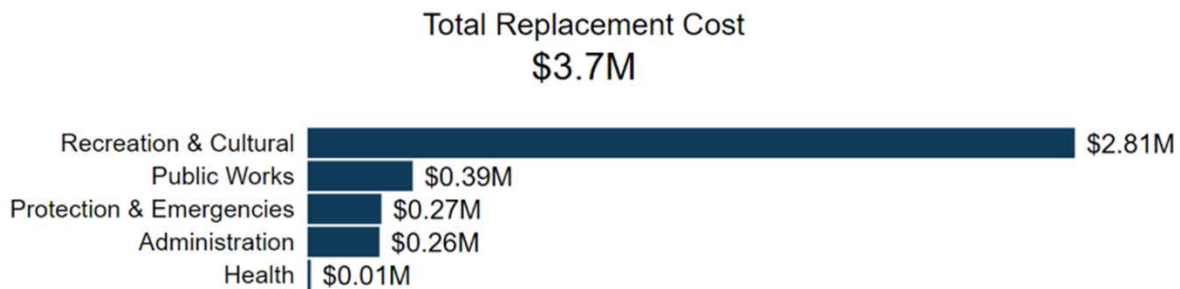 Total Replacement Cost
$3.7M
Recreation & Cultural $2.81M
Public Works $0.39M
Protection & Emergencies $0.27M
Administration $0.26M
Health $0.01M